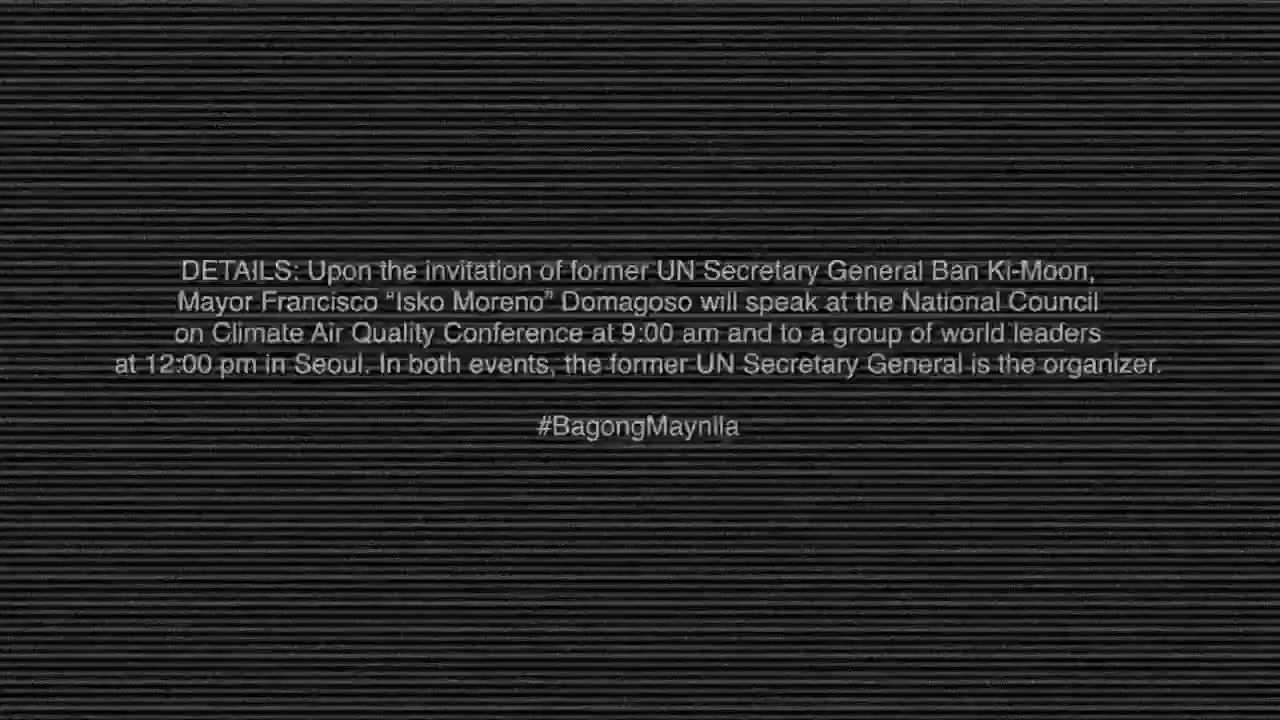 DETAILS: Upon the invitation of former UN Secretary General Ban Ki-Moon,
Mayor Francisco “Isko Moreno” Domagoso will speak at the National Council
on Climate Air Quality Conference at 9:00 am and to a group of world leaders
at 12:00 pm in Seoul. In both events, the former UN Secretary General is the organizer.
#BagongMaynila